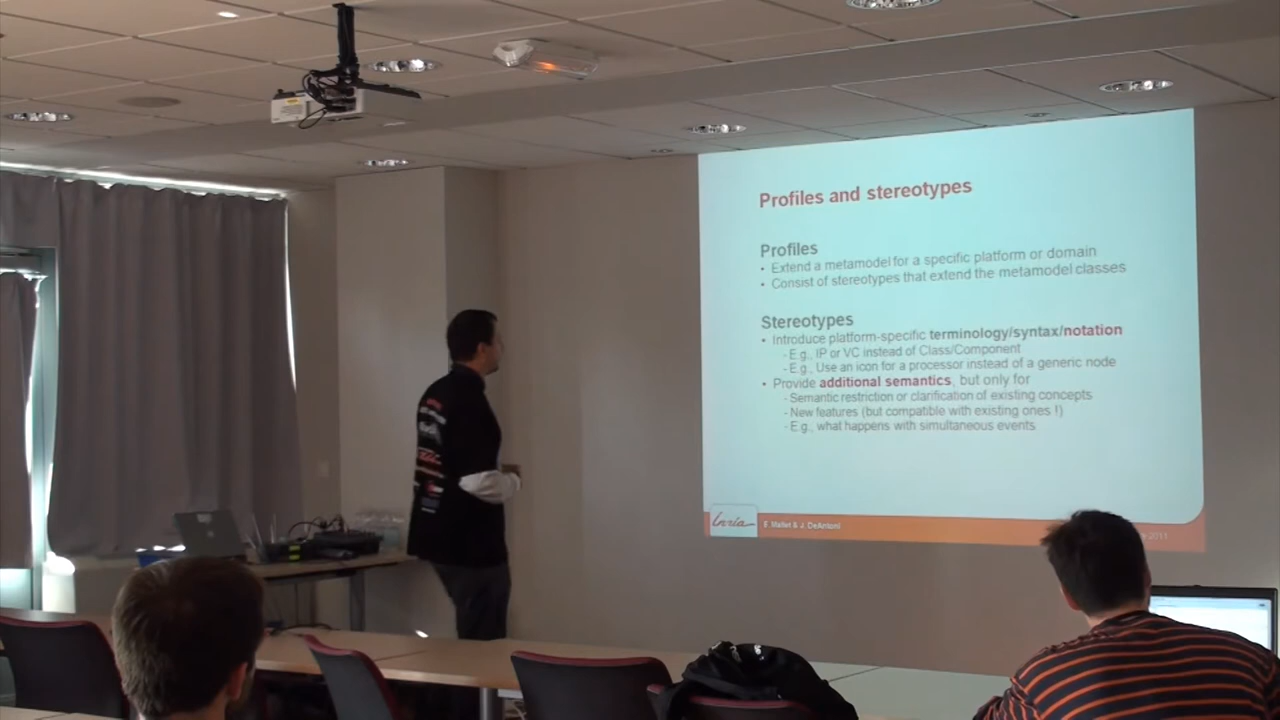 Profiles and stereotypes
Profiles
• Extend a metamodel for a specific platform or domain
• Consist of stereotypes that extend the metamodel classes
Stereotypes
• Introduce platform-specific terminology/syntax/notation
- E.g., IP or VC instead of Class/Component
- E.g., Use an icon for a processor instead of a generic node
• Provide additional semantics, but only for
- Semantic restriction or clarification of existing concepts
- New features (but compatible with existing ones !)
- E.g., what happens with simultaneous events
Inria
F. Mallet & J. DeAntoni
2011